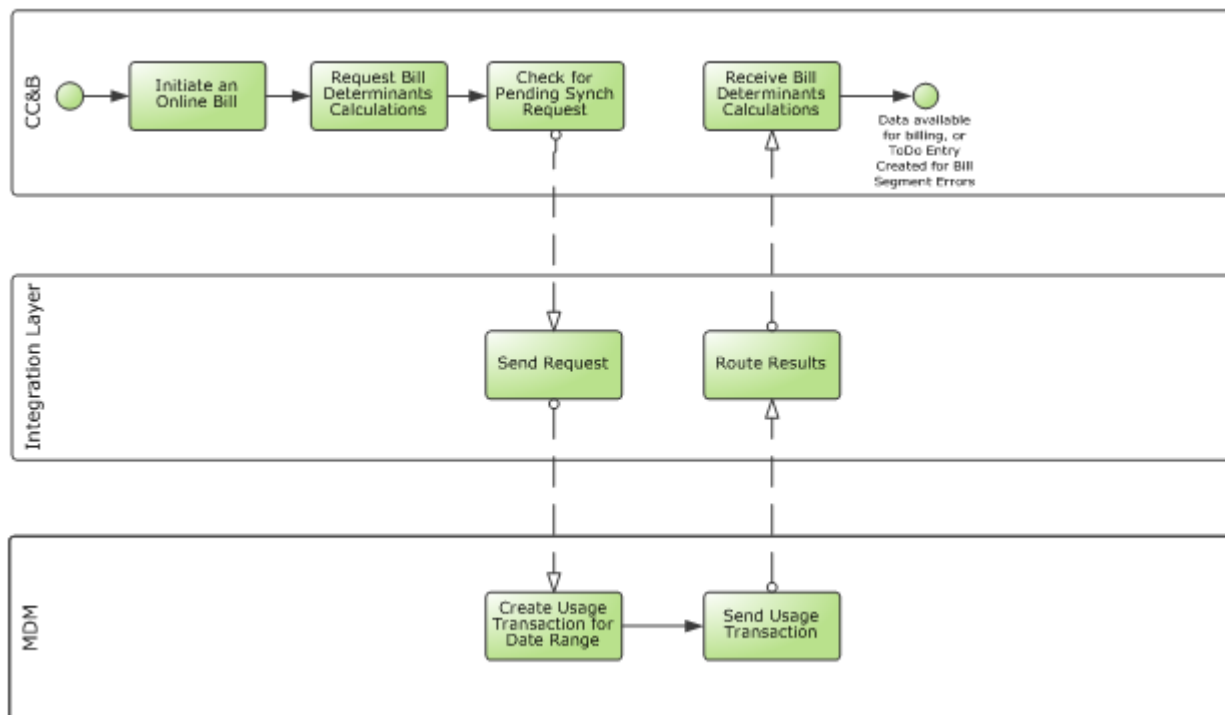 CC&B
Initiate an
Online Bill
Request Bill
Determinants
Calculations
Check for
Pending Synch
Request
Receive Bill
Determinants
Calculations
Data available
for billing, or
ToDo Entry
Created for Bill
Segment Errors
Integration Layer
Send Request
Route Results
MDM
Create Usage
Transaction for
Date Range
Send Usage
Transaction